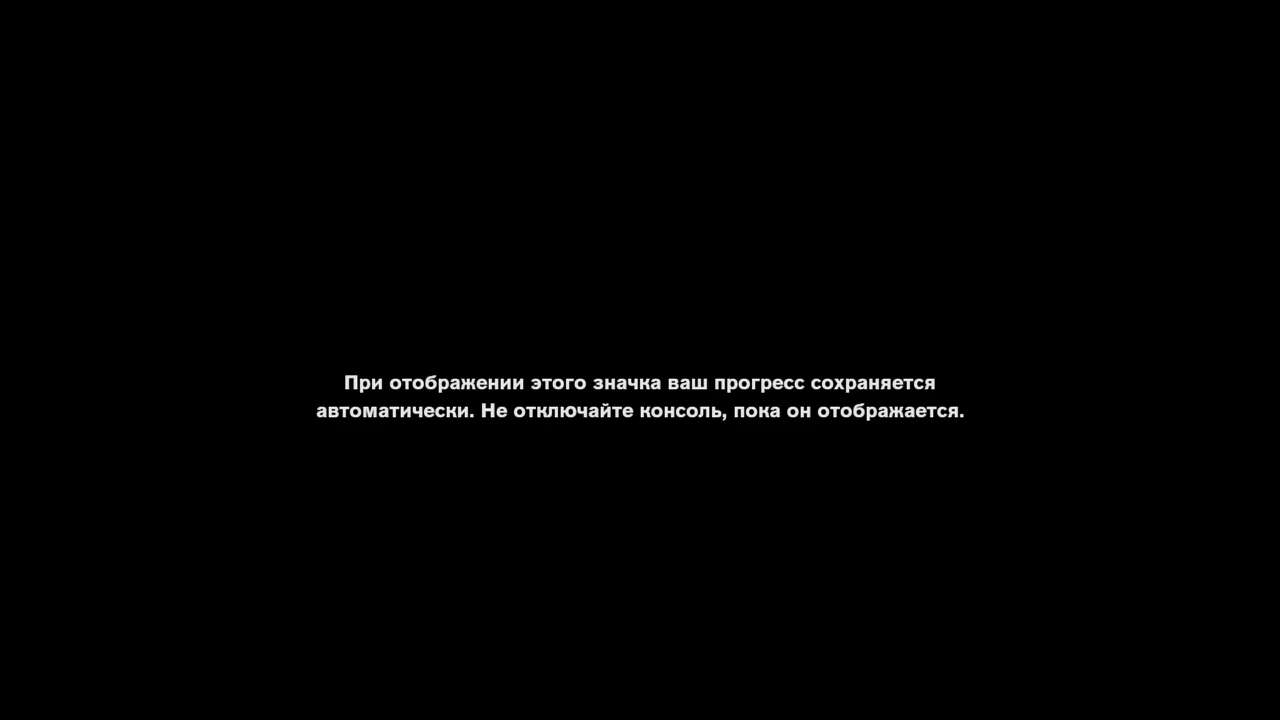 При отображении этого значка ваш прогресс сохраняется
автоматически. Не отключайте консоль, пока он отображается.